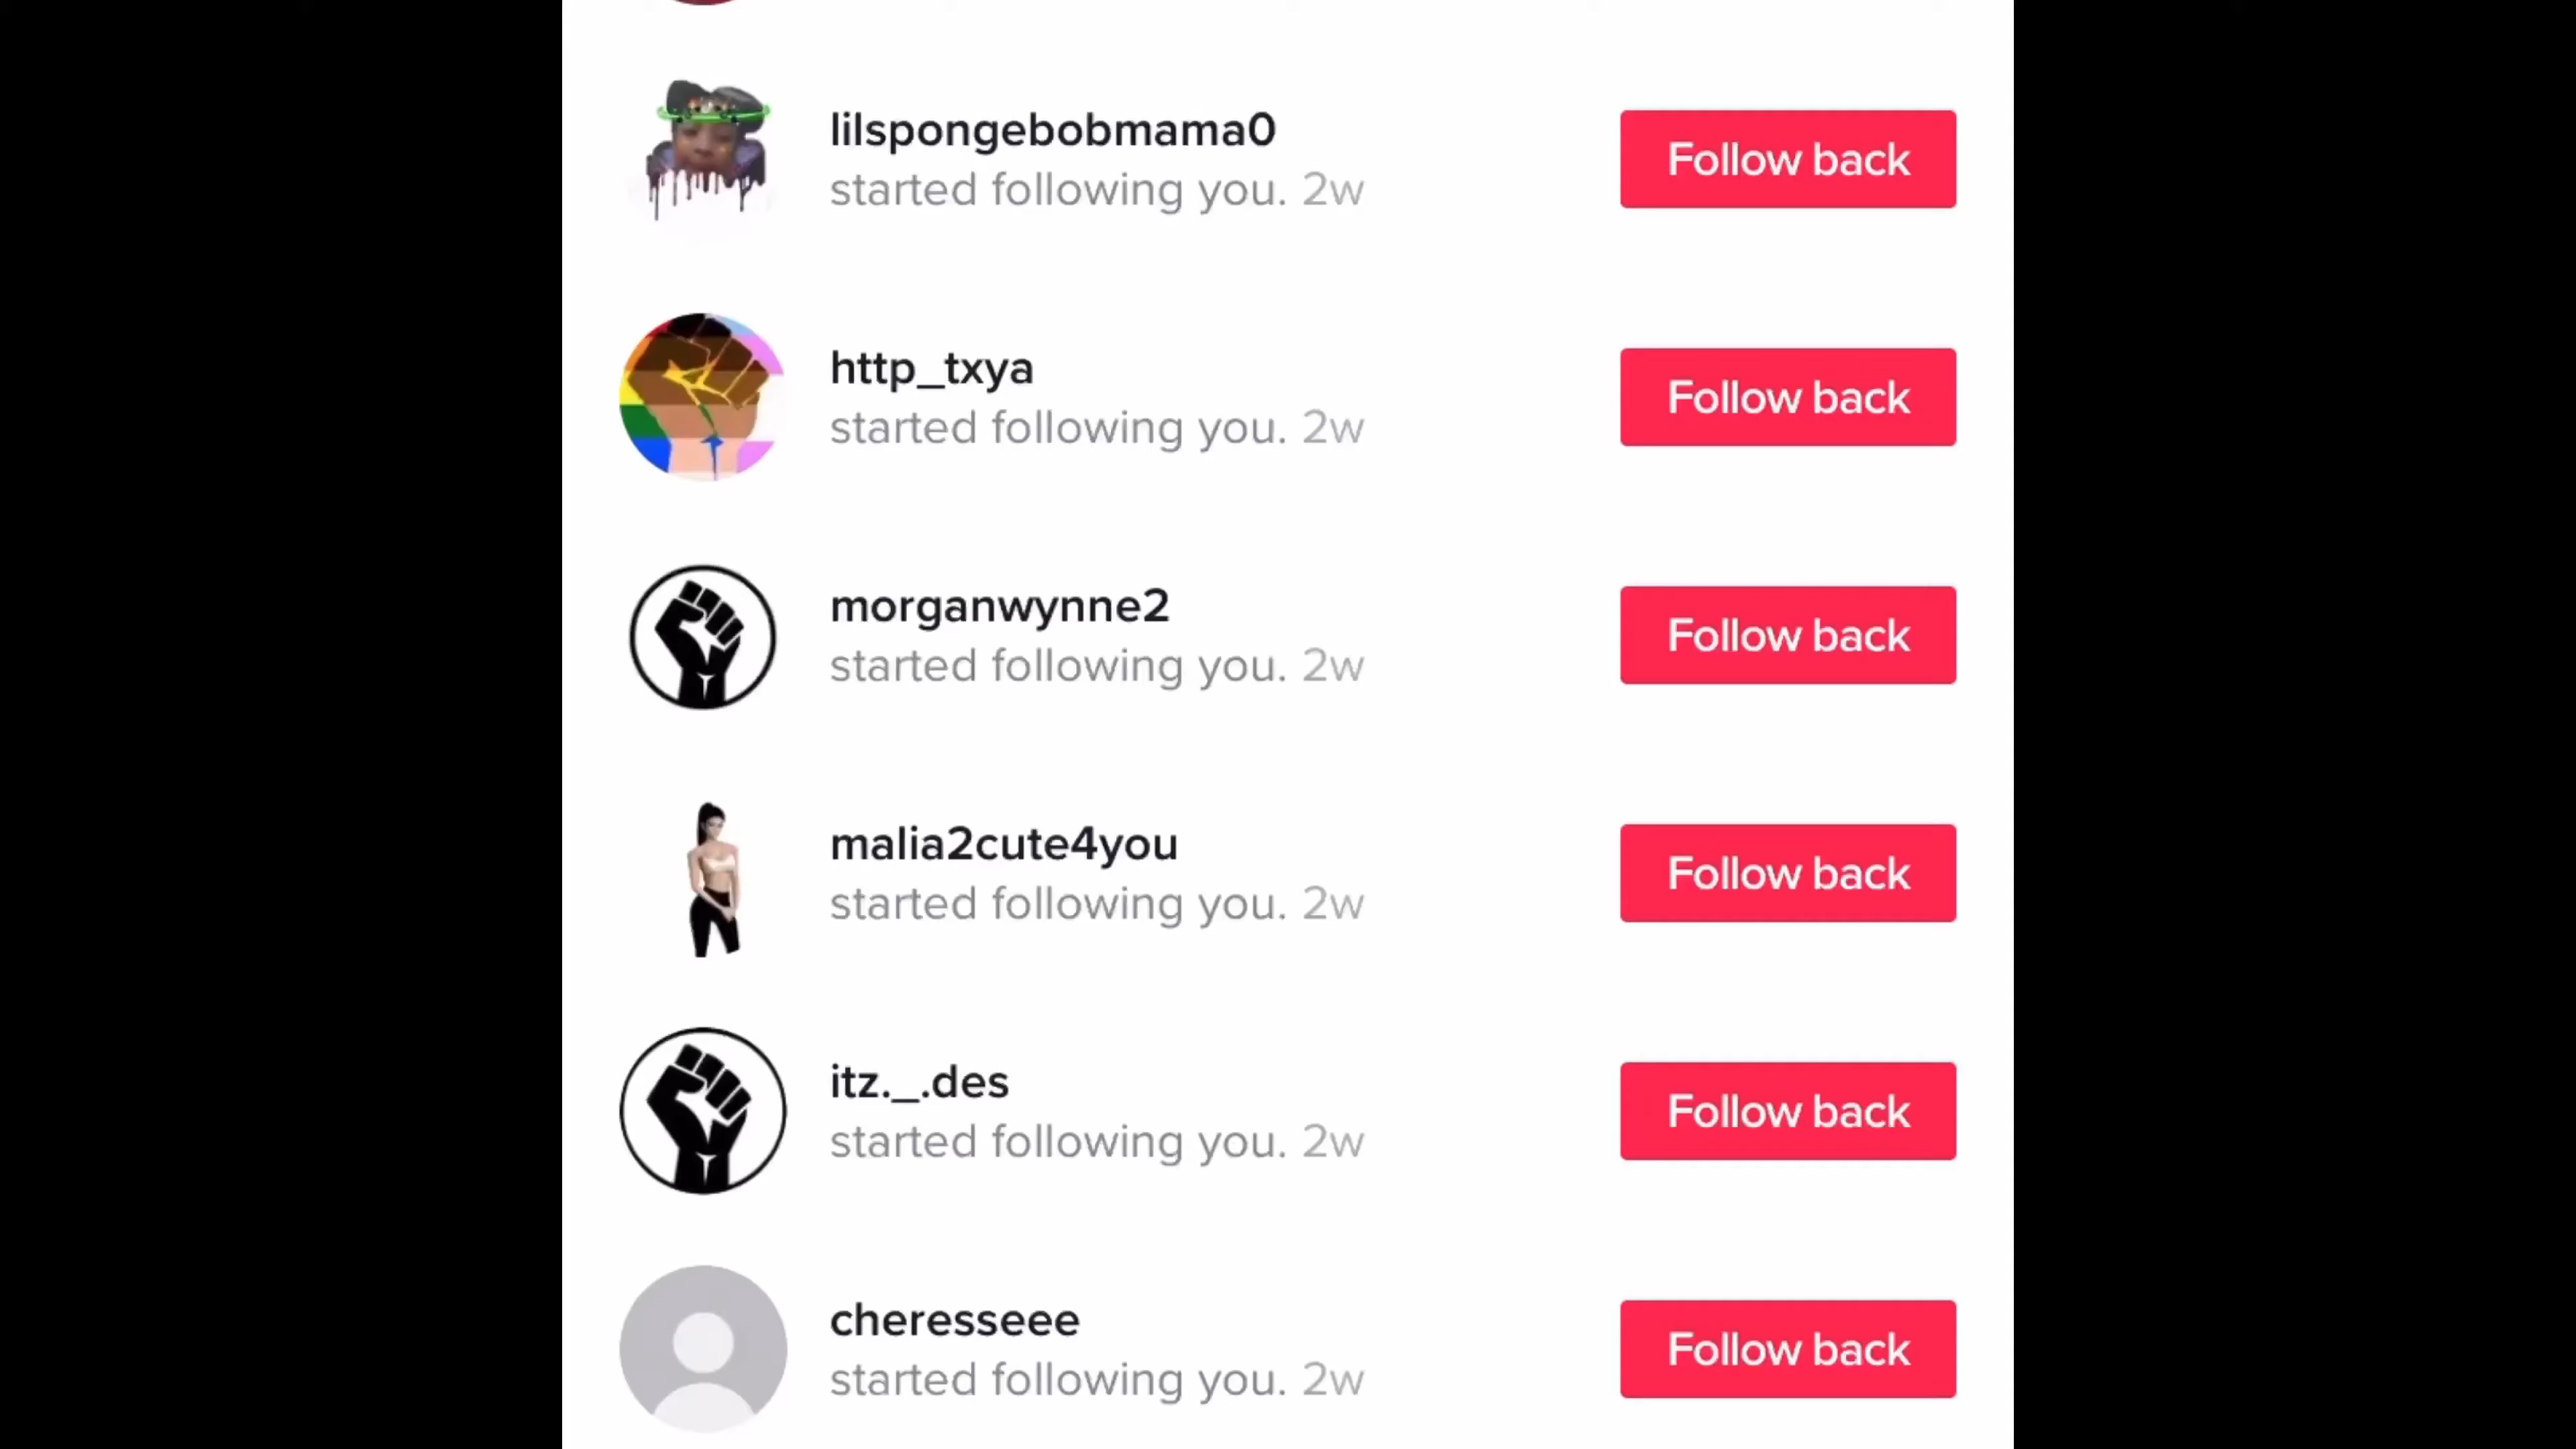 lilspongebobmama0
started following you. 2w
Follow back
http_txya
started following you. 2w
Follow back
morganwynne2
started following you. 2w
Follow back
malia2cute4you
started following you. 2w
Follow back
itz._.des
started following you. 2w
Follow back
cheresseee
started following you. 2w
Follow back